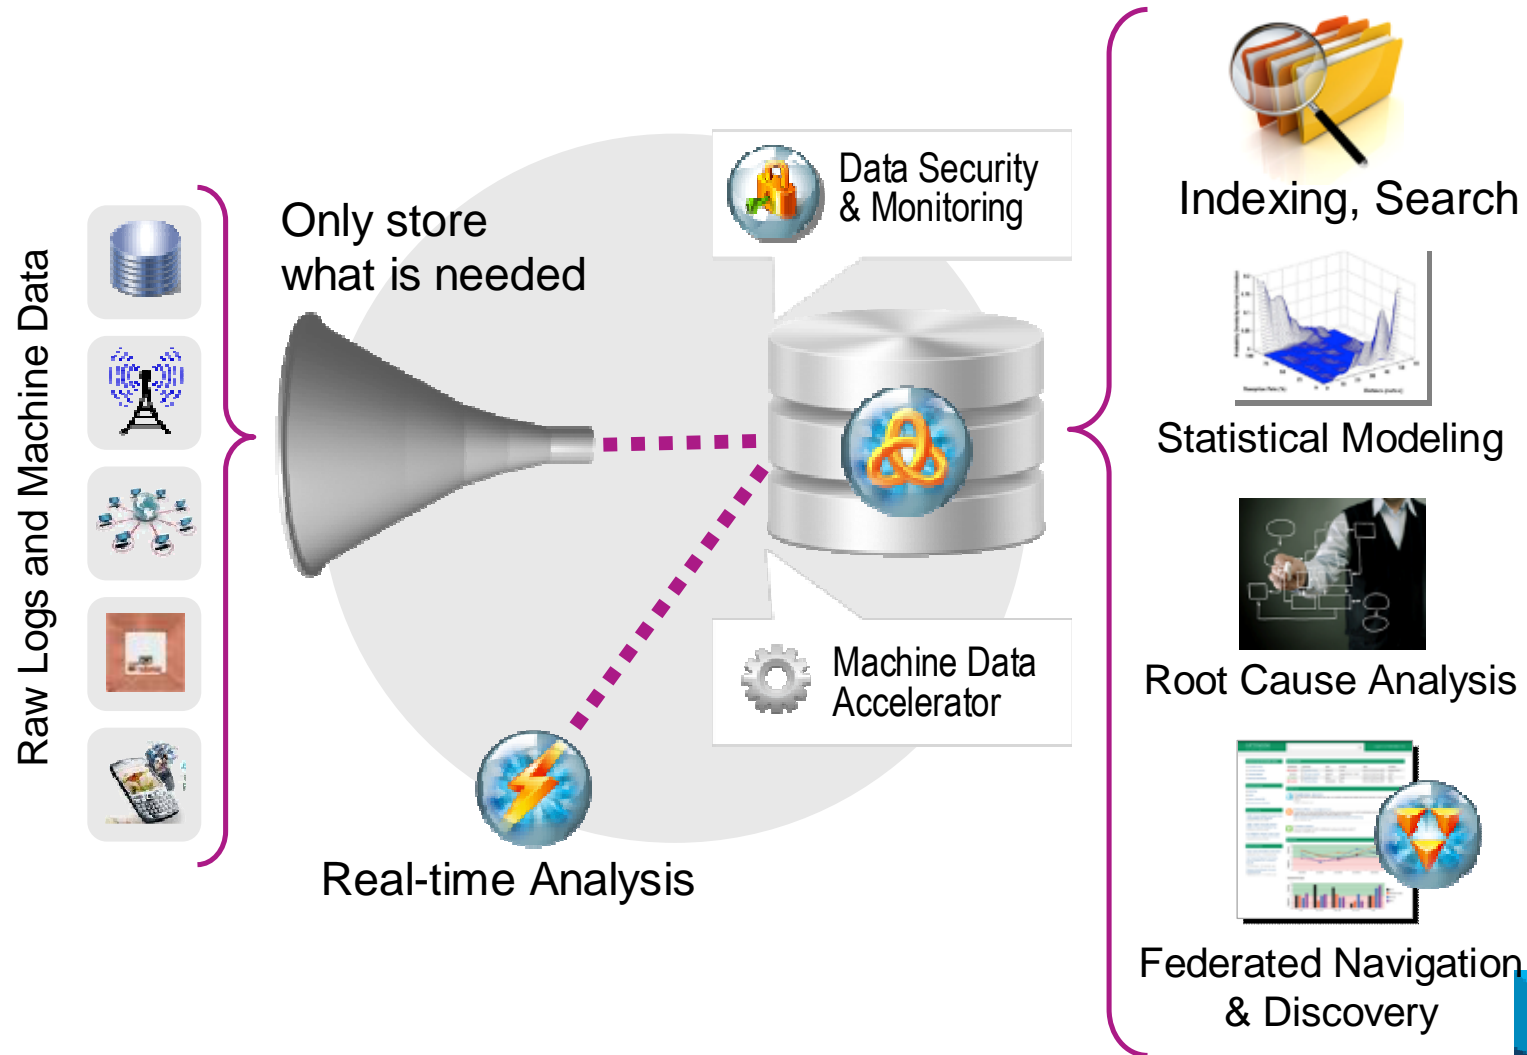 Raw Logs and Machine Data
Only store
what is needed
Data Security
& Monitoring
Machine Data
Accelerator
Real-time Analysis
Indexing, Search
Statistical Modeling
Root Cause Analysis
Federated Navigation
& Discovery